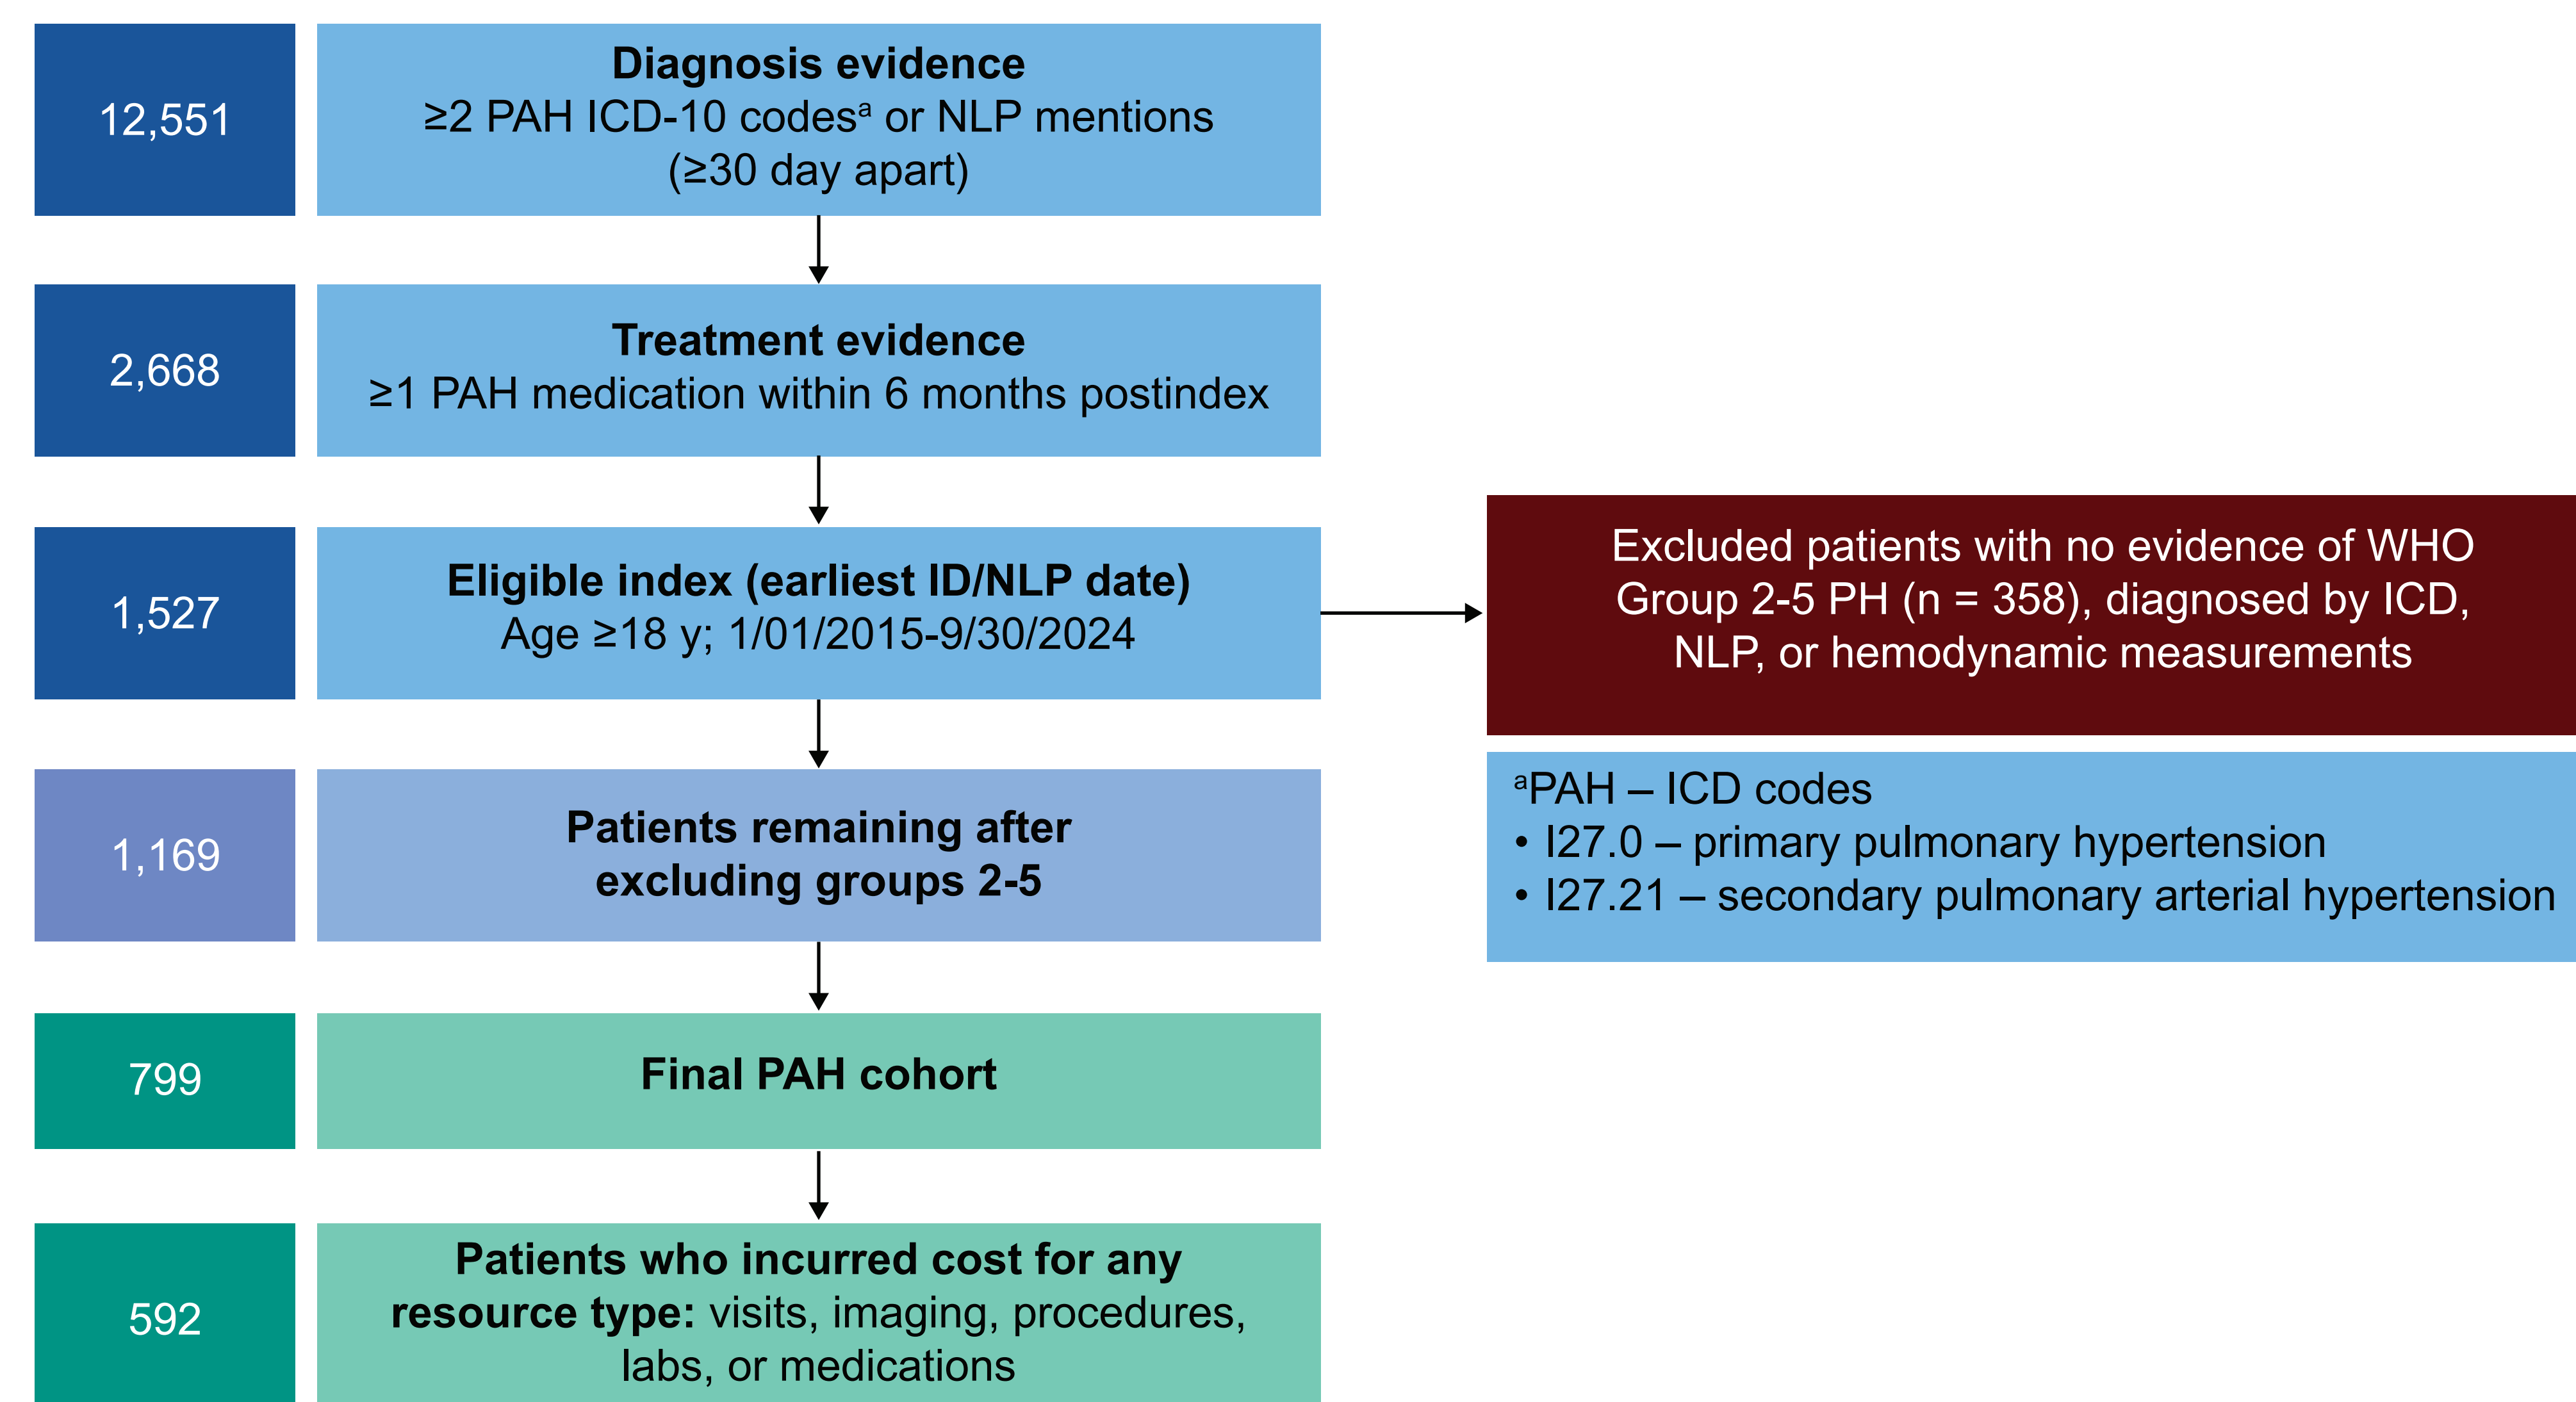 12,551
Diagnosis evidence
≥2 PAH ICD-10 codesᵃ or NLP mentions
(≥30 day apart)
2,668
Treatment evidence
≥1 PAH medication within 6 months postindex
1,527
Eligible index (earliest ID/NLP date)
Age ≥18 y; 1/01/2015-9/30/2024
Excluded patients with no evidence of WHO
Group 2-5 PH (n = 358), diagnosed by ICD,
NLP, or hemodynamic measurements
1,169
Patients remaining after
excluding groups 2-5
ᵃPAH – ICD codes
• I27.0 – primary pulmonary hypertension
• I27.21 – secondary pulmonary arterial hypertension
799
Final PAH cohort
592
Patients who incurred cost for any
resource type: visits, imaging, procedures,
labs, or medications